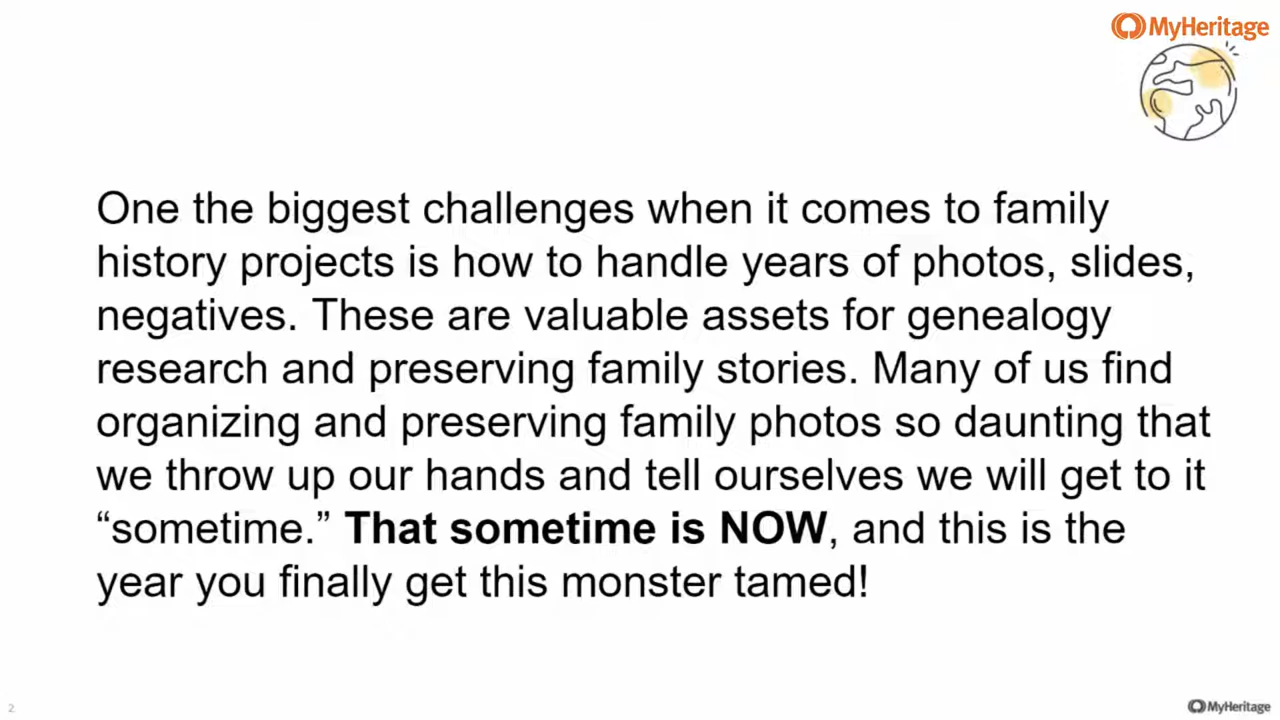 MyHeritage
One the biggest challenges when it comes to family
history projects is how to handle years of photos, slides,
negatives. These are valuable assets for genealogy
research and preserving family stories. Many of us find
organizing and preserving family photos so daunting that
we throw up our hands and tell ourselves we will get to it
“sometime.” That sometime is NOW, and this is the
year you finally get this monster tamed!
2
MyHeritage